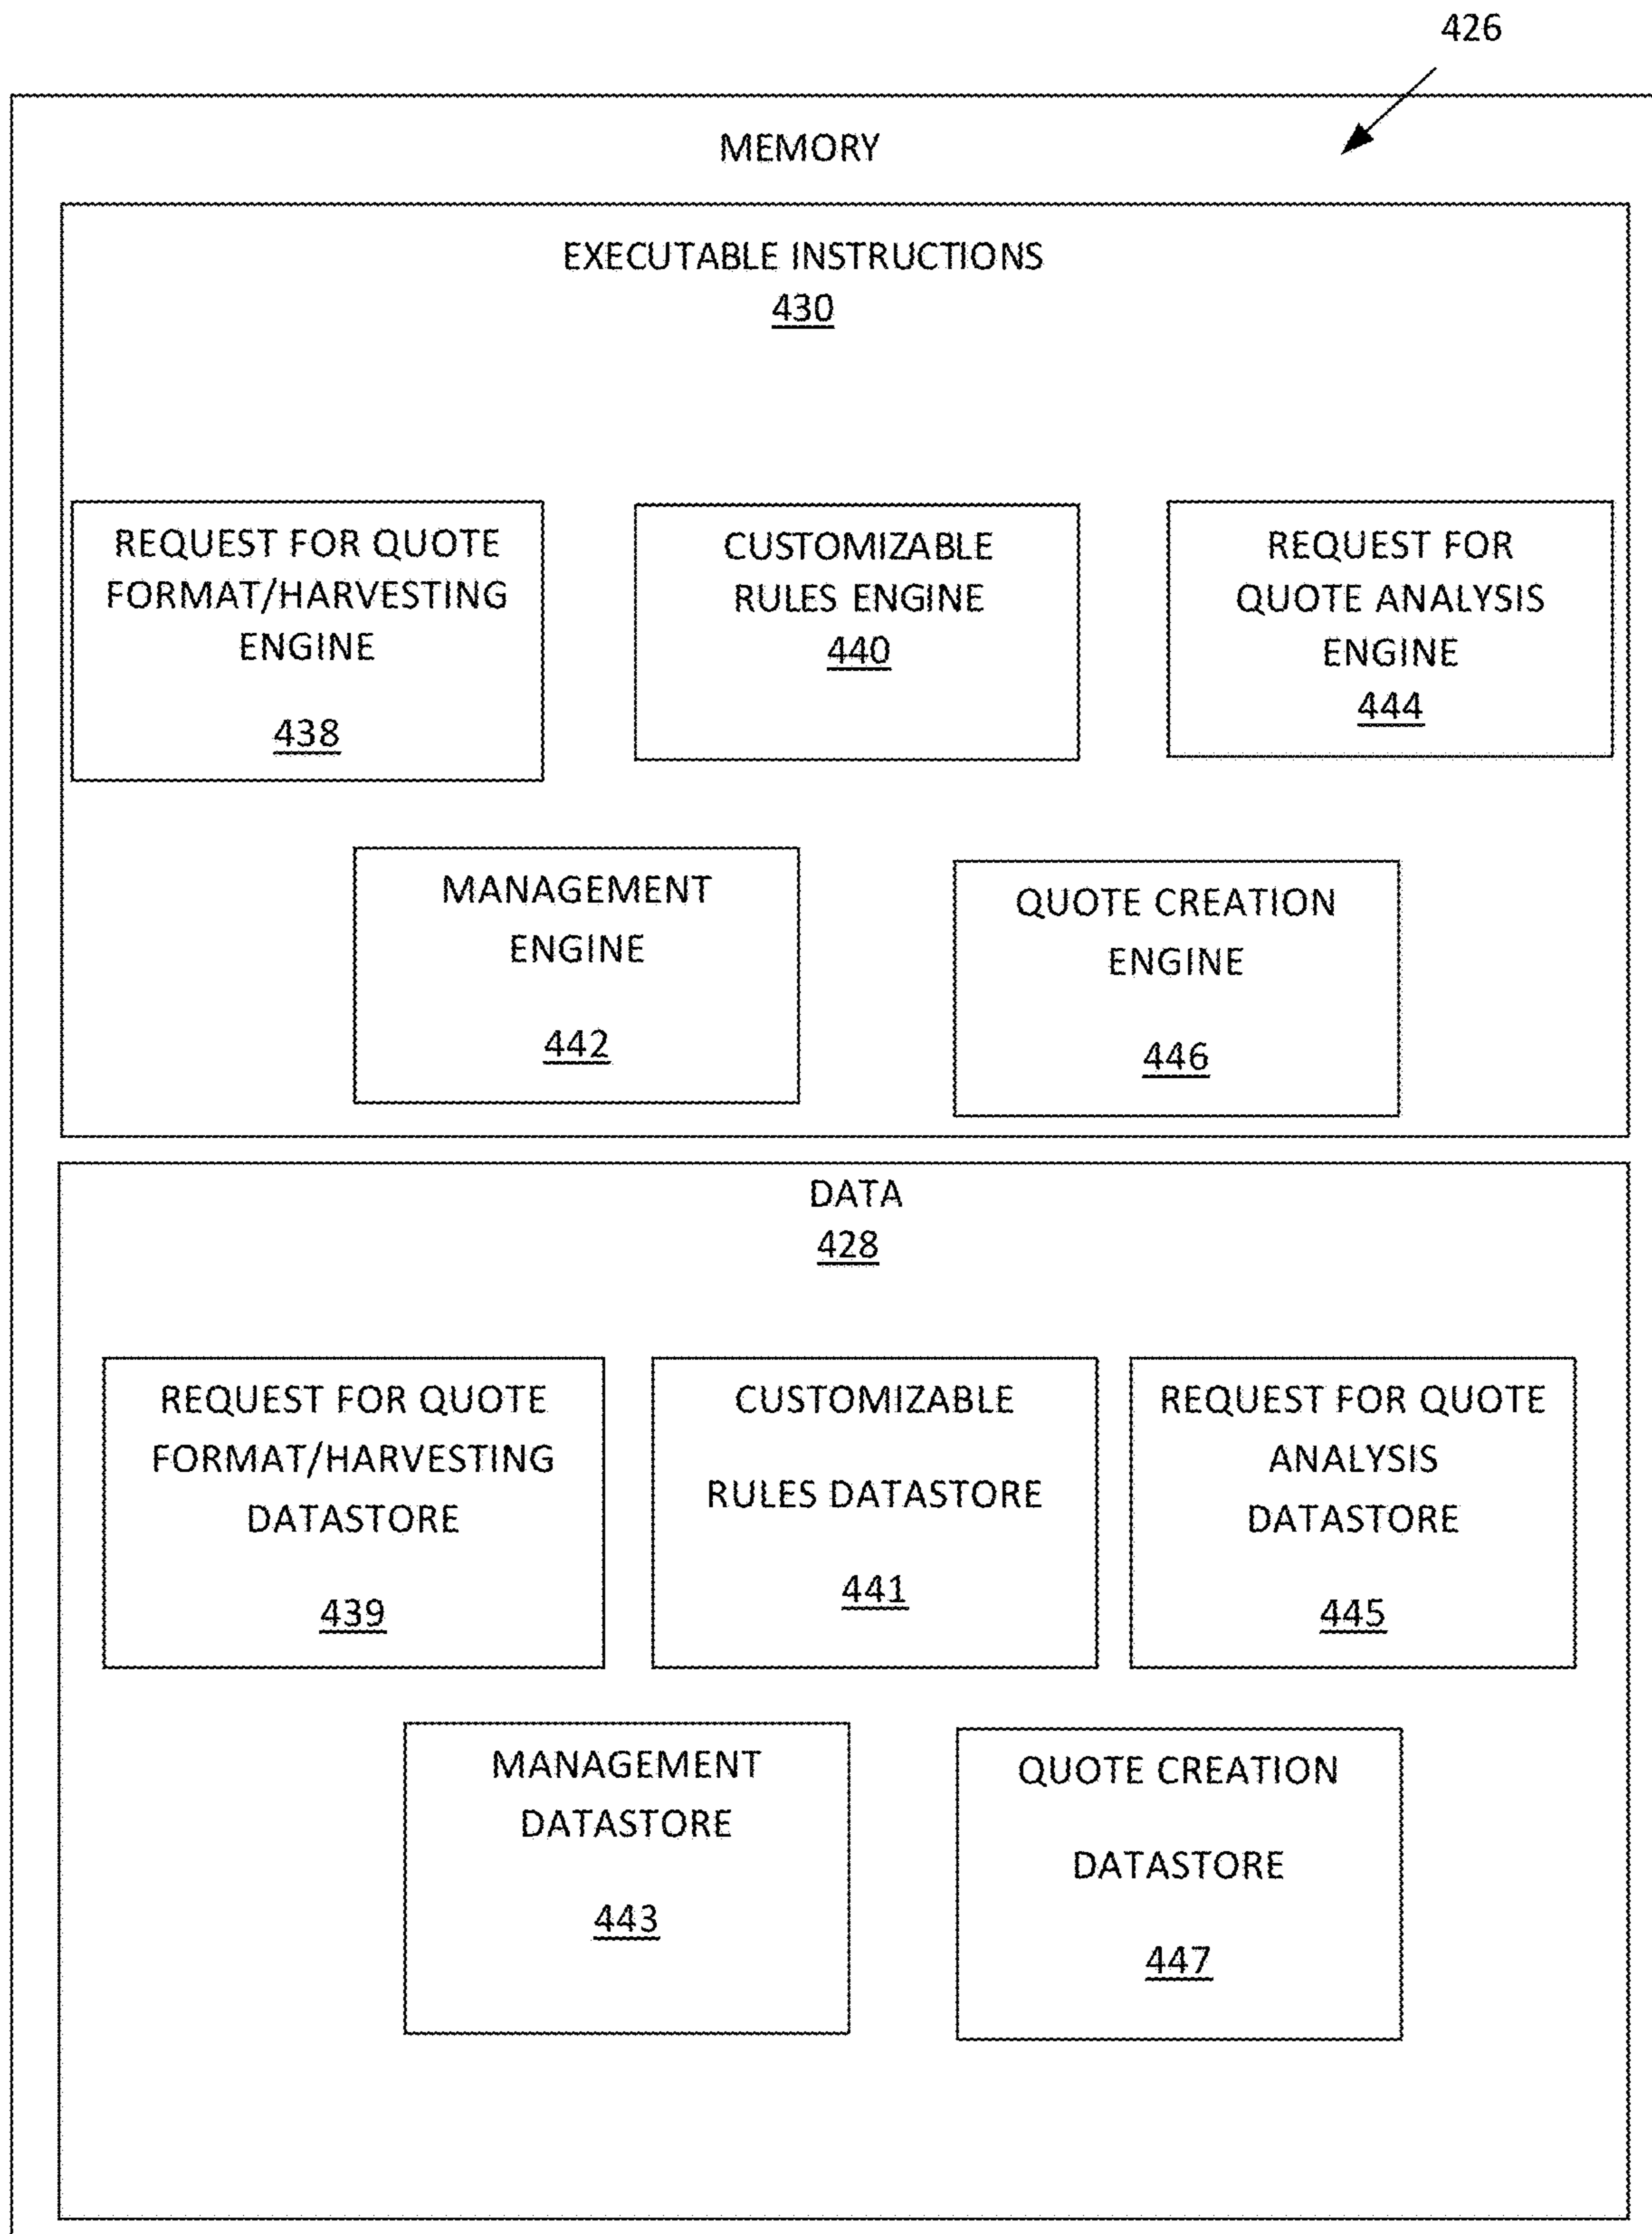 426
MEMORY
EXECUTABLE INSTRUCTIONS
430
REQUEST FOR QUOTE
FORMAT/HARVESTING
ENGINE
438
CUSTOMIZABLE
RULES ENGINE
440
REQUEST FOR
QUOTE ANALYSIS
ENGINE
444
MANAGEMENT
ENGINE
442
QUOTE CREATION
ENGINE
446
DATA
428
REQUEST FOR QUOTE
FORMAT/HARVESTING
DATASTORE
439
CUSTOMIZABLE
RULES DATASTORE
441
REQUEST FOR QUOTE
ANALYSIS
DATASTORE
445
MANAGEMENT
DATASTORE
443
QUOTE CREATION
DATASTORE
447